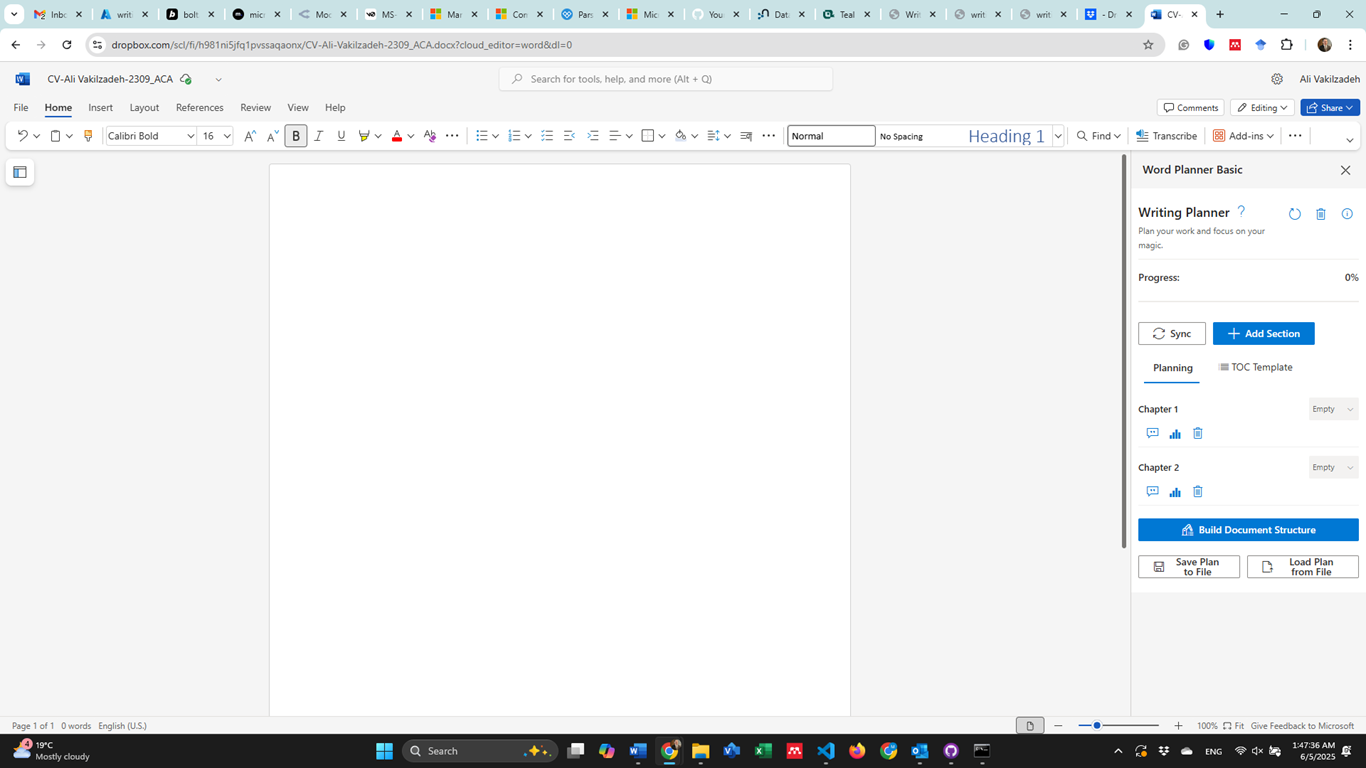 Inbo
writi
bolt
micr
Moc
MS-
Mar
Con
Pars
Micr
You
Data
Teal
Writ
writ
writ
- Dr
CV-
dropbox.com/scl/fi/h981ni5jfq1pvssaqaonx/CV-Ali-Vakilzadeh-2309_ACA.docx?cloud_editor=word&dl=0
CV-Ali Vakilzadeh-2309_ACA
Search for tools, help, and more (Alt + Q)
Ali Vakilzadeh
File Home Insert Layout References Review View Help
Comments Editing Share
Calibri Bold 16 B I U A Normal No Spacing Heading 1 Find Transcribe Add-ins
Word Planner Basic
Writing Planner ?
Plan your work and focus on your
magic.
Progress: 0%
Sync Add Section
Planning TOC Template
Chapter 1 Empty
Chapter 2 Empty
Build Document Structure
Save Plan
to File
Load Plan
from File
Page 1 of 1 0 words English (U.S.) 100% Fit Give Feedback to Microsoft
4
19°C
Mostly cloudy
Search
ENG
1:47:36 AM
6/5/2025